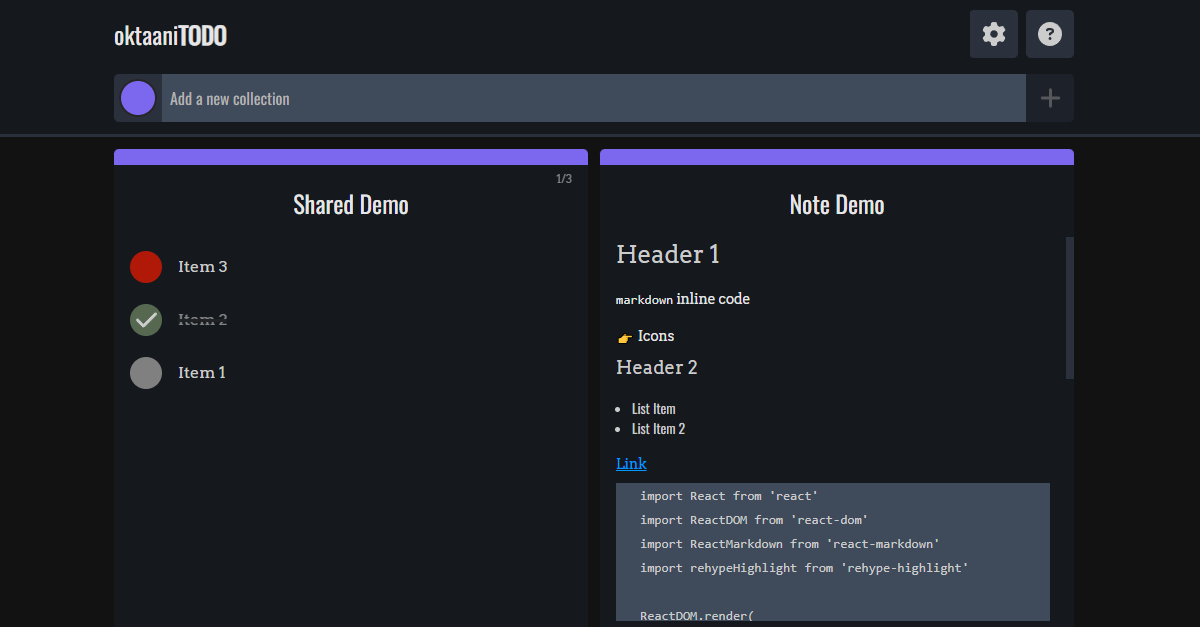 oktaaniTODO
?
Add a new collection
1/3
Shared Demo
Item 3
Item 2
Item 1
Note Demo
Header 1
markdown inline code
👉 Icons
Header 2
• List Item
• List Item 2
Link
import React from 'react'
import ReactDOM from 'react-dom'
import ReactMarkdown from 'react-markdown'
import rehypeHighlight from 'rehype-highlight'
ReactDOM.render(